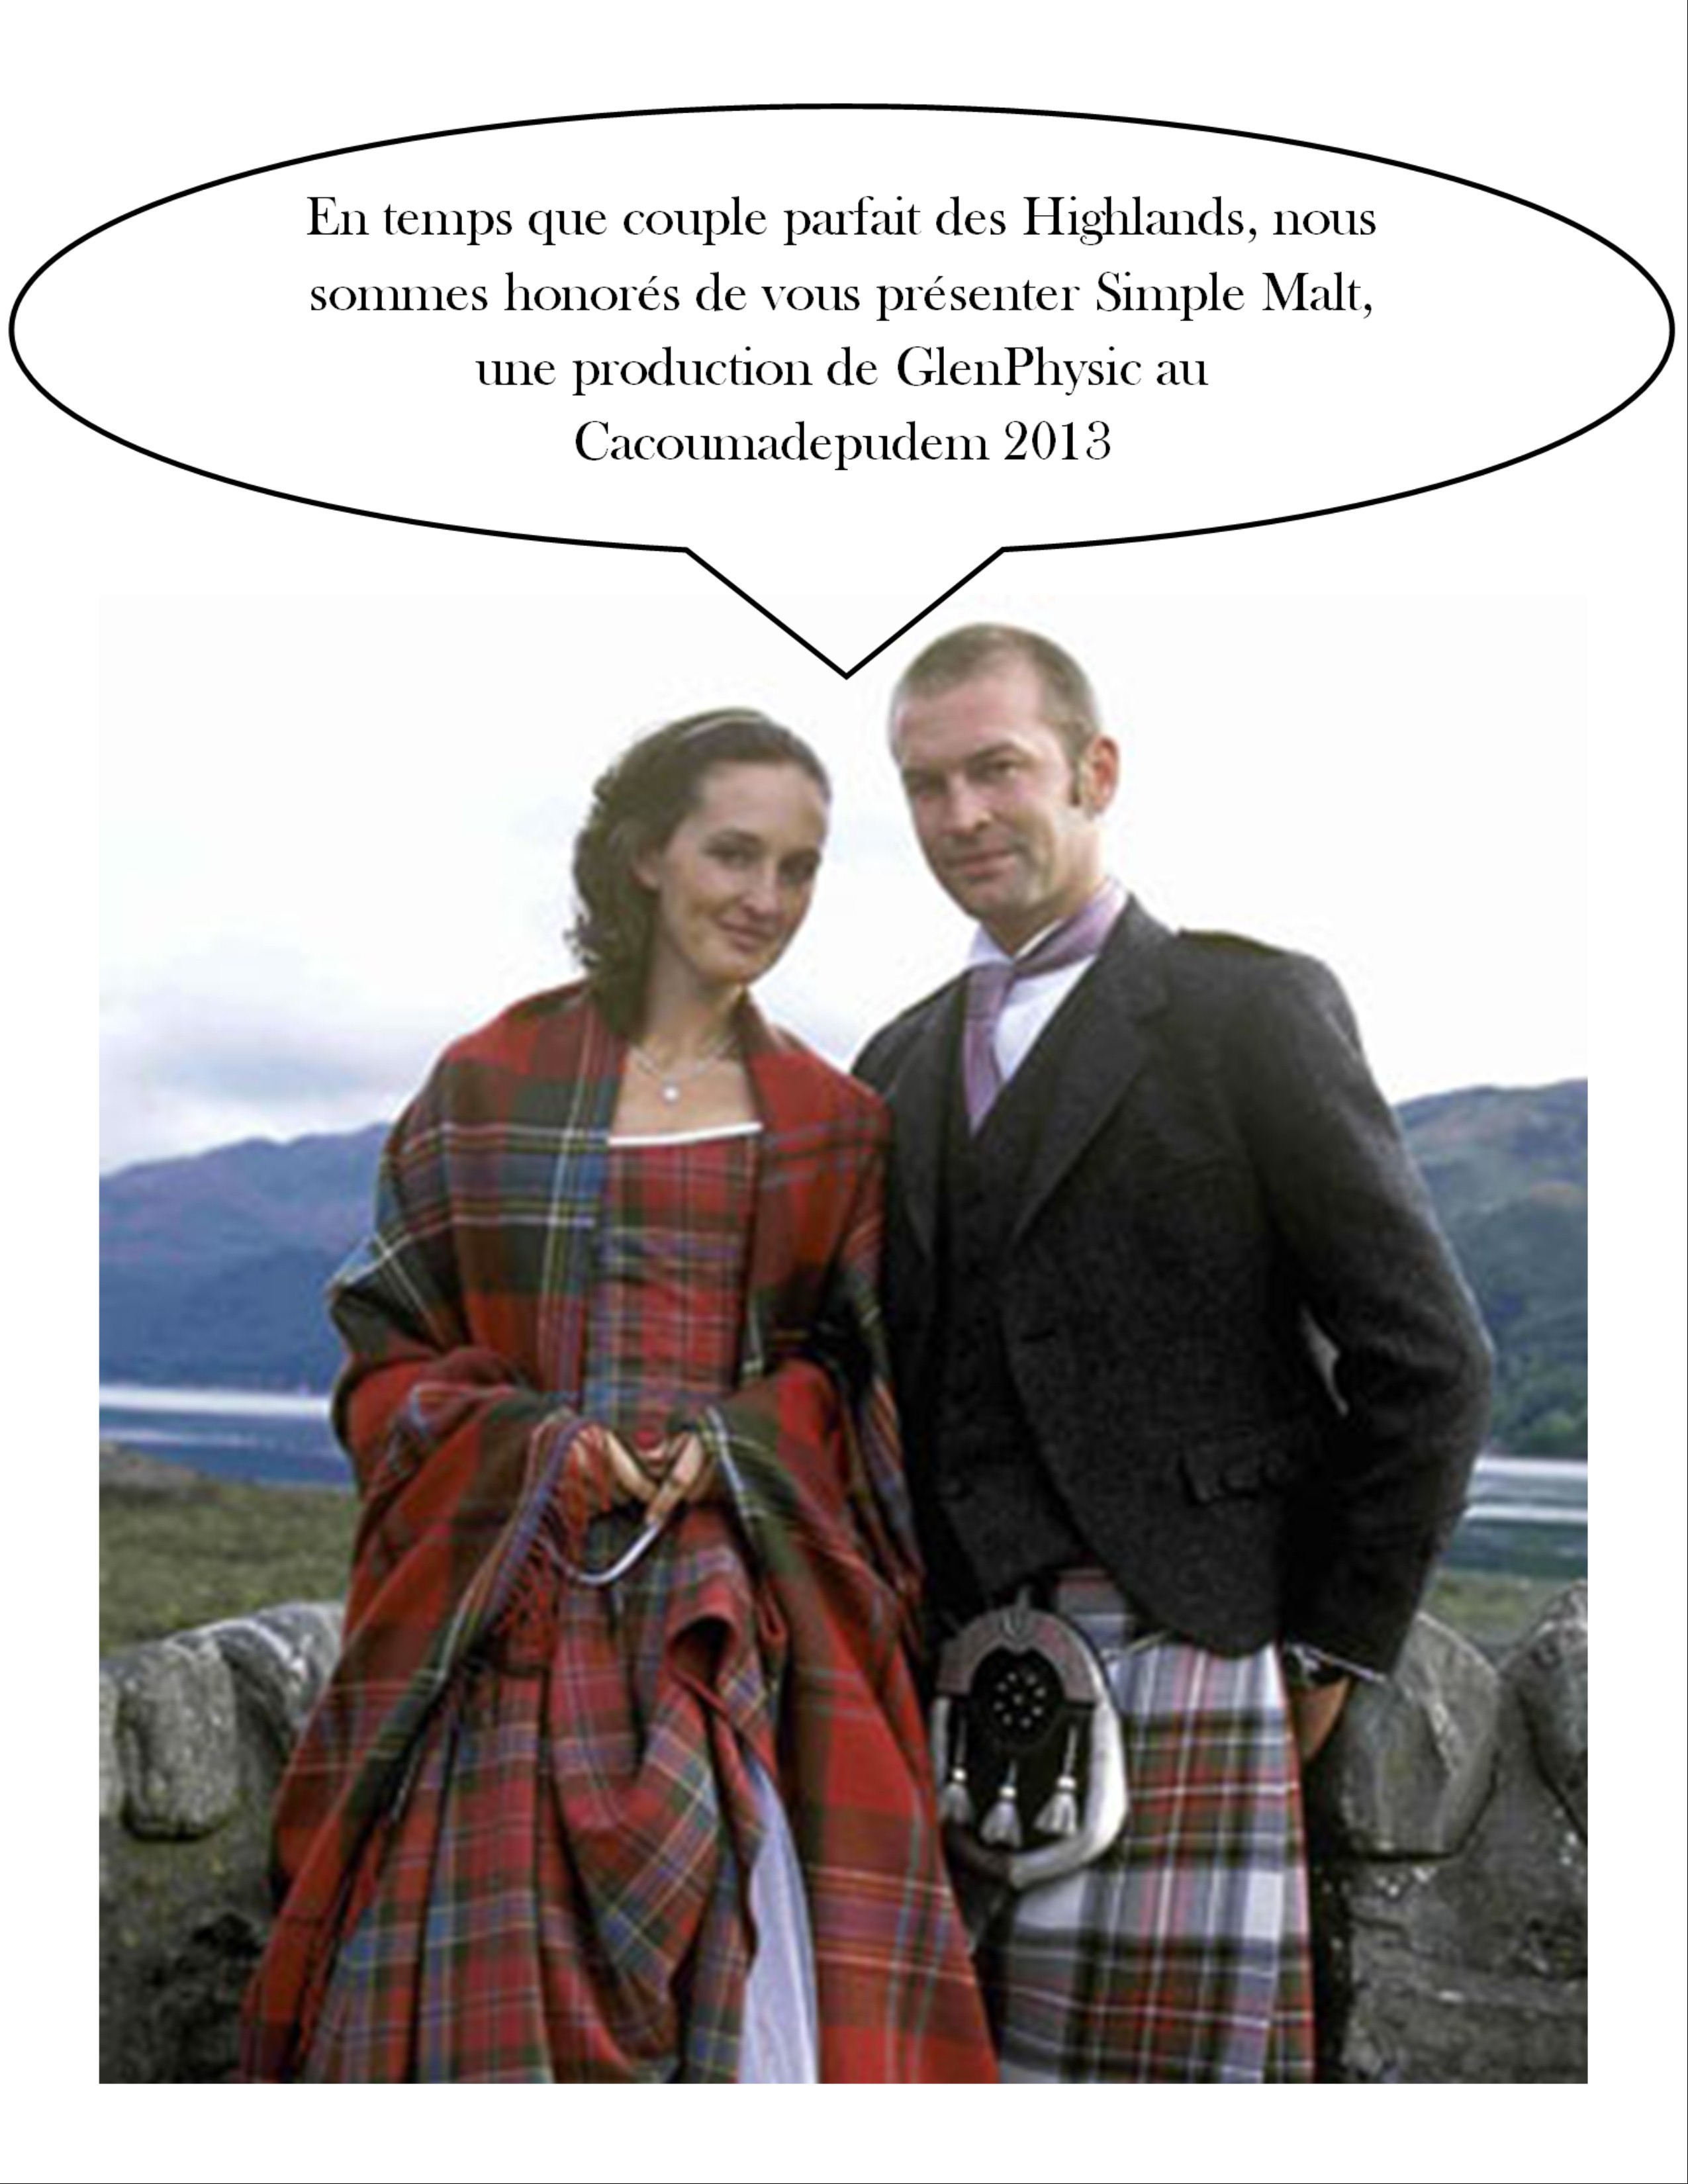 En temps que couple parfait des Highlands, nous
sommes honorés de vous présenter Simple Malt,
une production de GlenPhysic au
Cacoumadepudem 2013